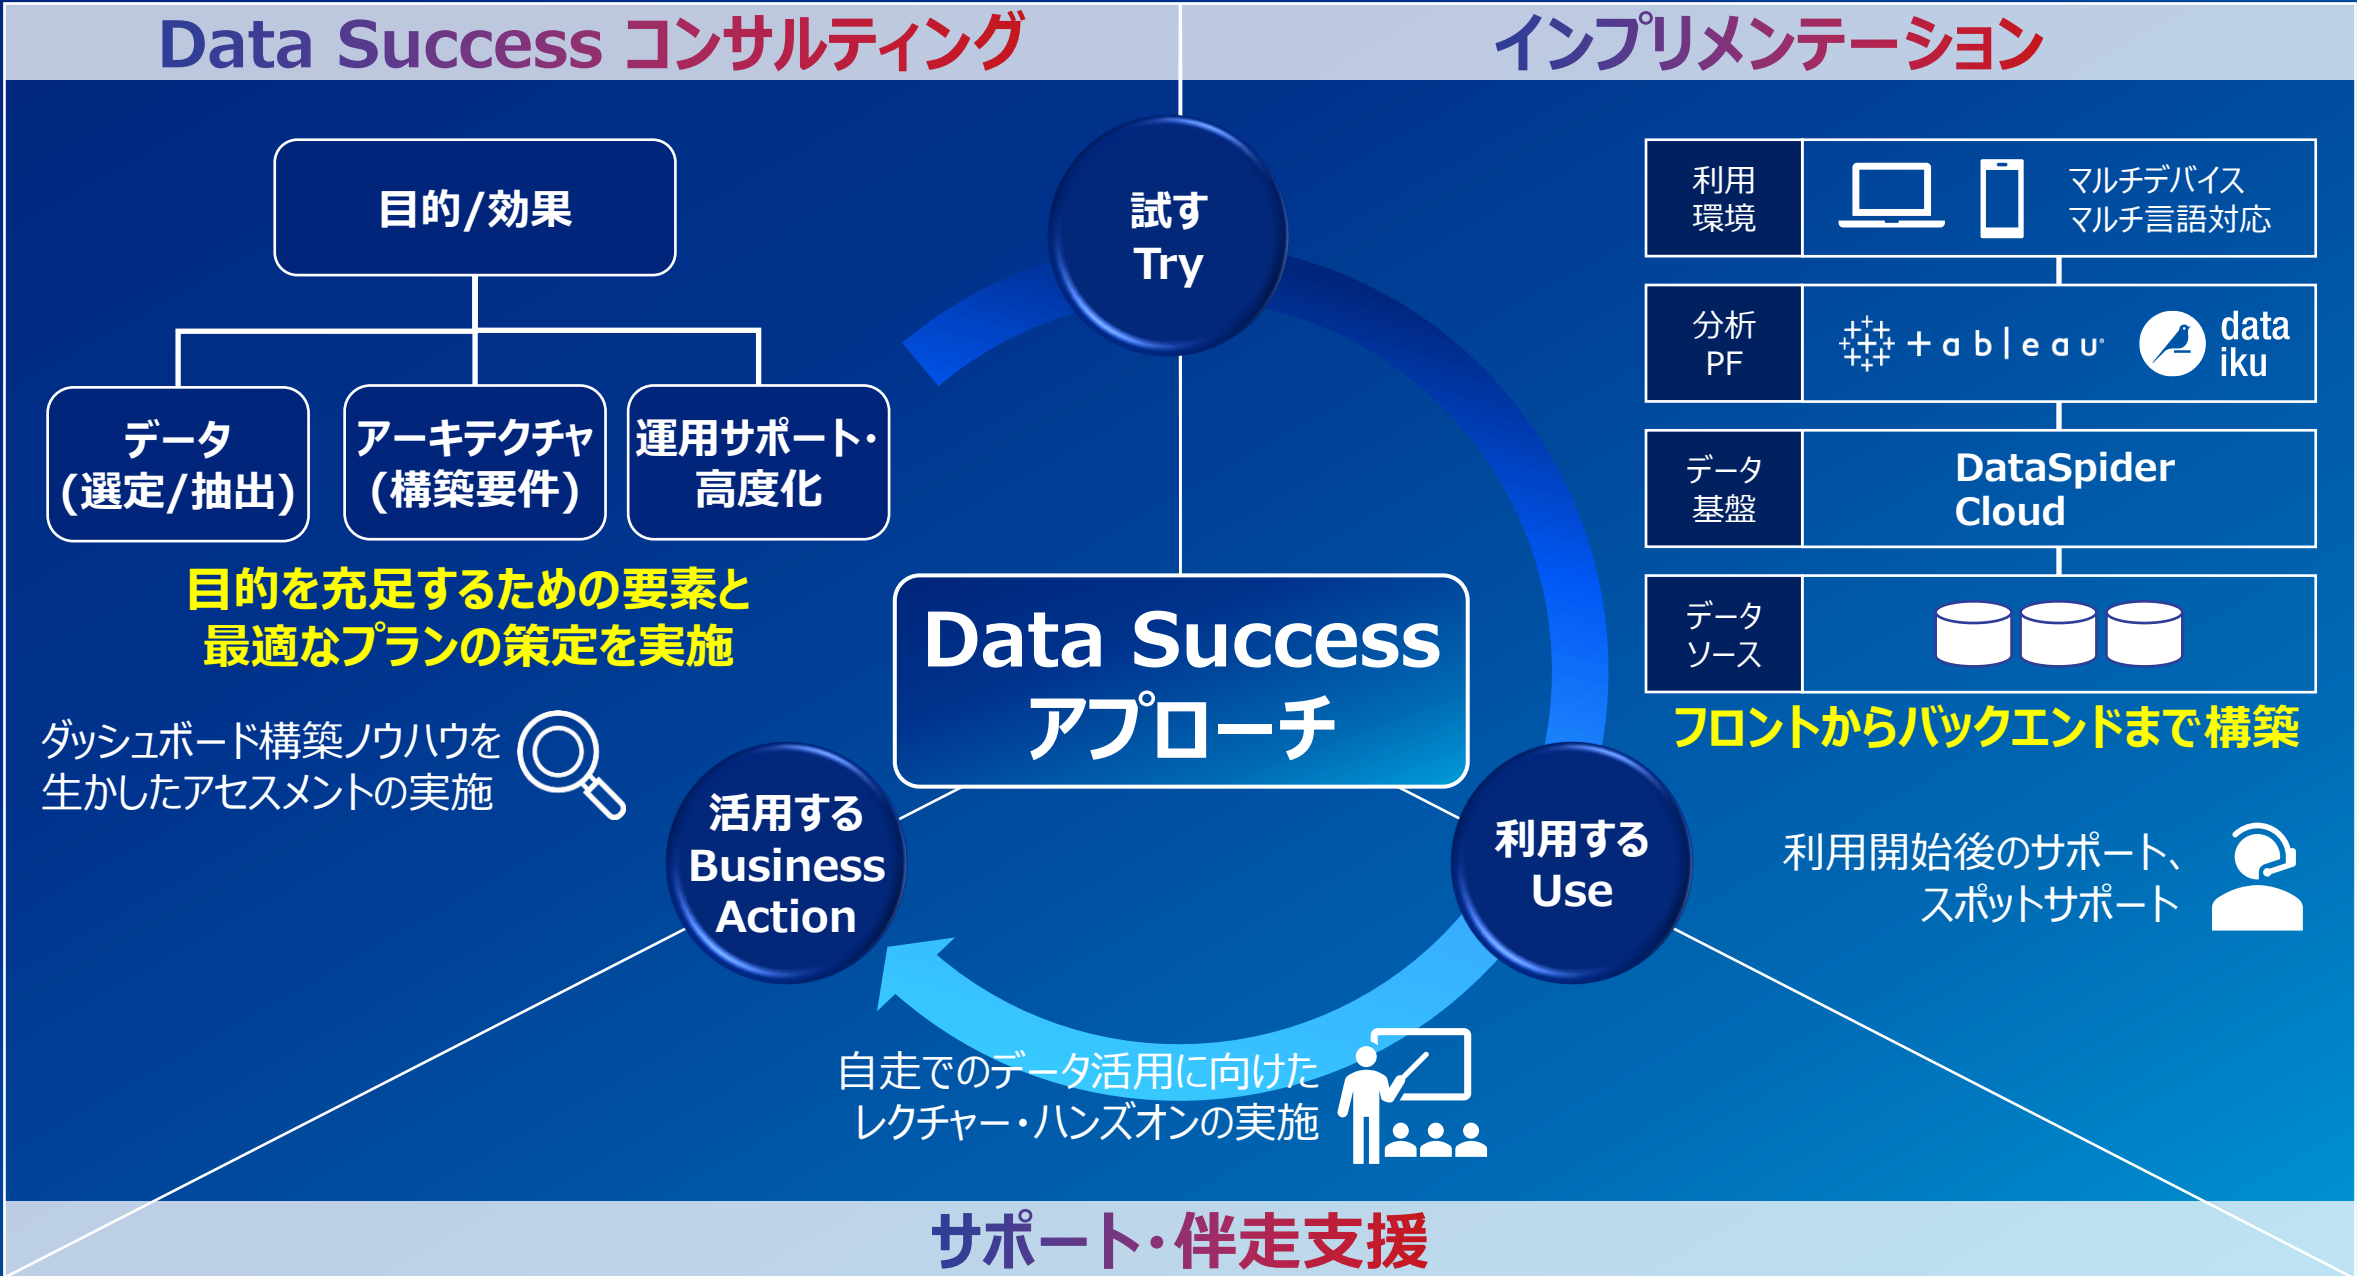 Data Success コンサルティング
インプリメンテーション
目的/効果
データ
(選定/抽出)
アーキテクチャ
(構築要件)
運用サポート・
高度化
目的を充足するための要素と
最適なプランの策定を実施
ダッシュボード構築ノウハウを
生かしたアセスメントの実施
試す
Try
Data Success
アプローチ
活用する
Business
Action
利用する
Use
利用
環境
マルチデバイス
マルチ言語対応
分析
PF
+ableau
data
iku
データ
基盤
DataSpider
Cloud
データ
ソース
フロントからバックエンドまで構築
利用開始後のサポート、
スポットサポート
自走でのデータ活用に向けた
レクチャー・ハンズオンの実施
サポート・伴走支援